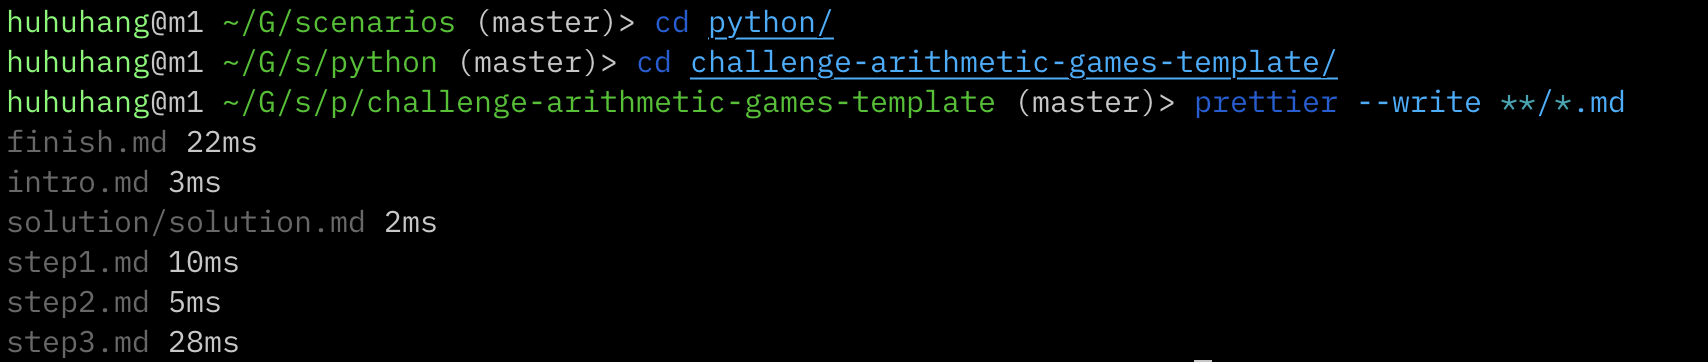 huhuhang@m1 ~/G/scenarios (master)> cd python/
huhuhang@m1 ~/G/s/python (master)> cd challenge-arithmetic-games-template/
huhuhang@m1 ~/G/s/p/challenge-arithmetic-games-template (master)> prettier --write **/*.md
finish.md 22ms
intro.md 3ms
solution/solution.md 2ms
step1.md 10ms
step2.md 5ms
step3.md 28ms